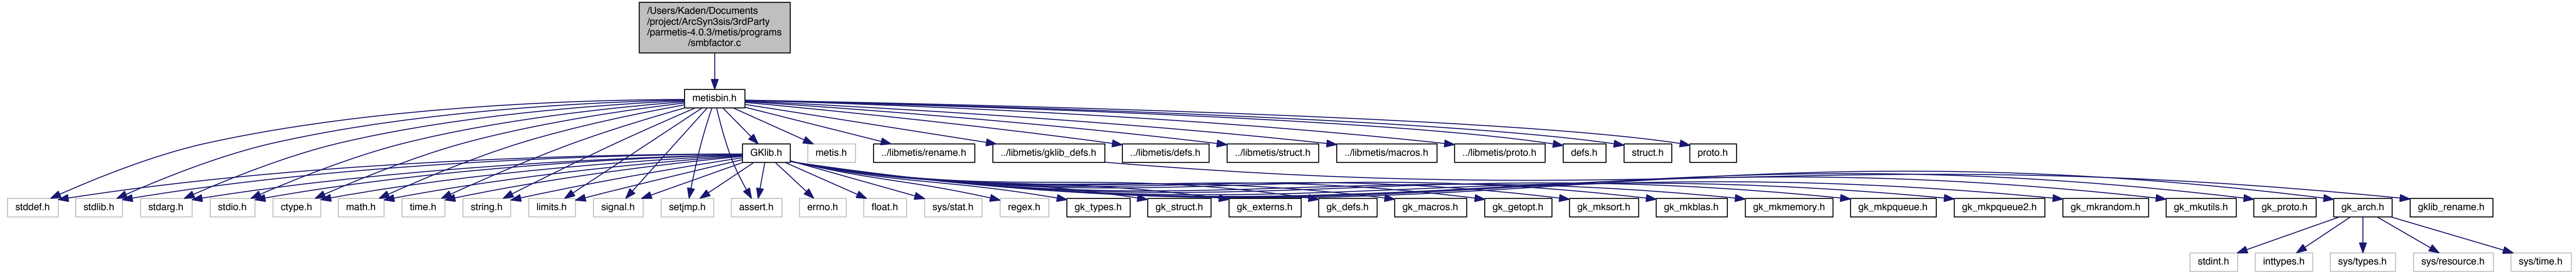 /Users/Kaden/Documents
/project/ArcSyn3sis/3rdParty
/parmetis-4.0.3/metis/programs
/smbfactor.c
metisbin.h
GKlib.h
metis.h
../libmetis/rename.h
../libmetis/gklib_defs.h
../libmetis/defs.h
../libmetis/struct.h
../libmetis/macros.h
../libmetis/proto.h
defs.h
struct.h
proto.h
stddef.h
stdlib.h
stdarg.h
stdio.h
ctype.h
math.h
time.h
string.h
limits.h
signal.h
setjmp.h
assert.h
errno.h
float.h
sys/stat.h
regex.h
gk_types.h
gk_struct.h
gk_externs.h
gk_defs.h
gk_macros.h
gk_getopt.h
gk_mksort.h
gk_mkblas.h
gk_mkmemory.h
gk_mkpqueue.h
gk_mkpqueue2.h
gk_mkrandom.h
gk_mkutils.h
gk_proto.h
gk_arch.h
gklib_rename.h
stdint.h
inttypes.h
sys/types.h
sys/resource.h
sys/time.h